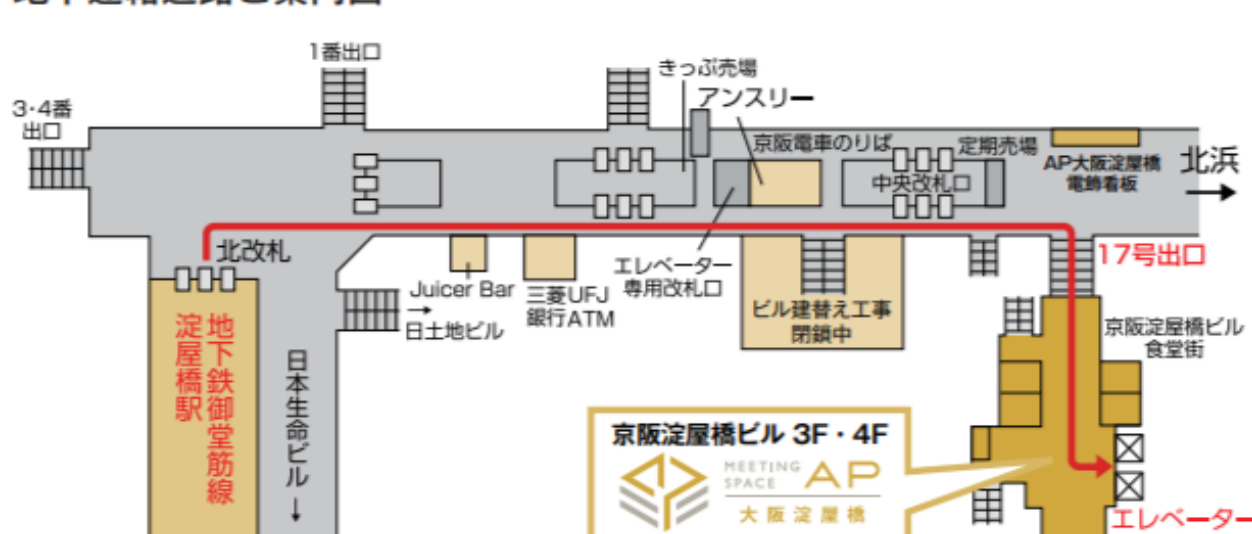 1番出口
きっぷ売場
アンスリー
3・4番
出口
京阪電車のりば
定期売場
AP大阪淀屋橋
電飾看板
北浜
中央改札口
北改札
17号出口
Juicer Bar
三菱UFJ
銀行ATM
エレベーター
専用改札口
ビル建替え工事
閉鎖中
日土地ビル
京阪淀屋橋ビル
食堂街
地下鉄御堂筋線
淀屋橋駅
日本生命ビル
京阪淀屋橋ビル 3F・4F
MEETING
SPACE
AP
大阪淀屋橋
エレベーター